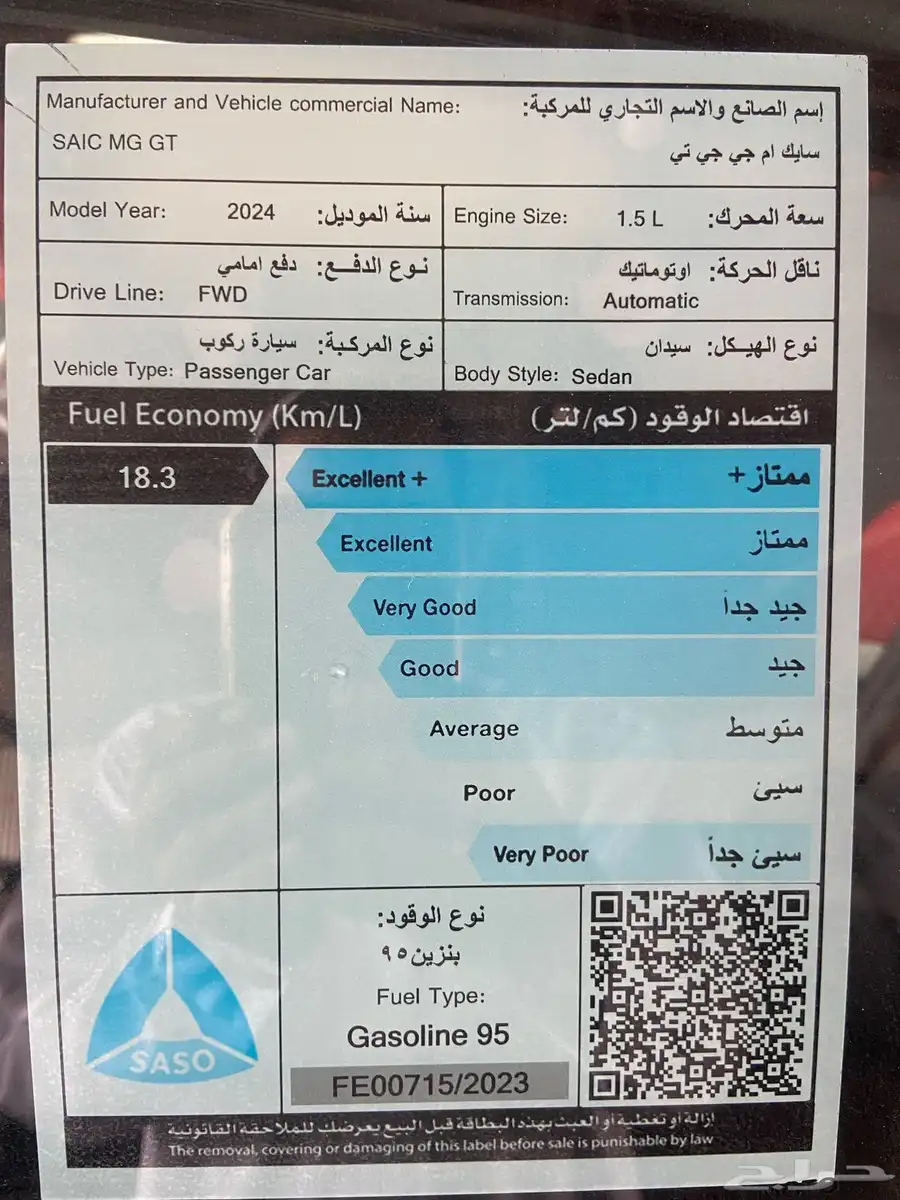 Manufacturer and Vehicle commercial Name: إسم الصانع والاسم التجاري للمركبة:
SAIC MG GT
سايك ام جي جي تي
Model Year: 2024 سنة الموديل:
Engine Size: 1.5 L سعة المحرك:
نوع الدفع: دفع امامي
Drive Line: FWD
ناقل الحركة: اوتوماتيك
Transmission: Automatic
نوع المركبة: سيارة ركوب
Vehicle Type: Passenger Car
نوع الهيكل: سيدان
Body Style: Sedan
Fuel Economy (Km/L) اقتصاد الوقود (كم/لتر)
18.3
Excellent + ممتاز+
Excellent ممتاز
Very Good جيد جداً
Good جيد
Average متوسط
Poor سيئ
Very Poor سيئ جداً
SASO
نوع الوقود:
بنزين ٩٥
Fuel Type:
Gasoline 95
FE00715/2023
إزالة أو تغطية أو العبث بهذه البطاقة قبل البيع يعرضك للملاحقة القانونية
The removal, covering or damaging of this label before sale is punishable by law
حراج